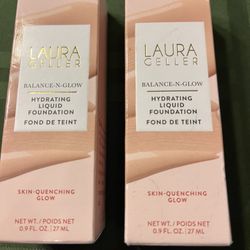 LAURA
GELLER
BALANCE-N-GLOW
HYDRATING
LIQUID
FOUNDATION
FOND DE TEINT
SKIN-QUENCHING
GLOW
NET WT. / POIDS NET
0.9 FL. OZ. | 27 ML
LAURA
GELLER
BALANCE-N-GLOW
HYDRATING
LIQUID
FOUNDATION
FOND DE TEINT
SKIN-QUENCHING
GLOW
NET WT. / POIDS NET
0.9 FL. OZ. | 27 ML